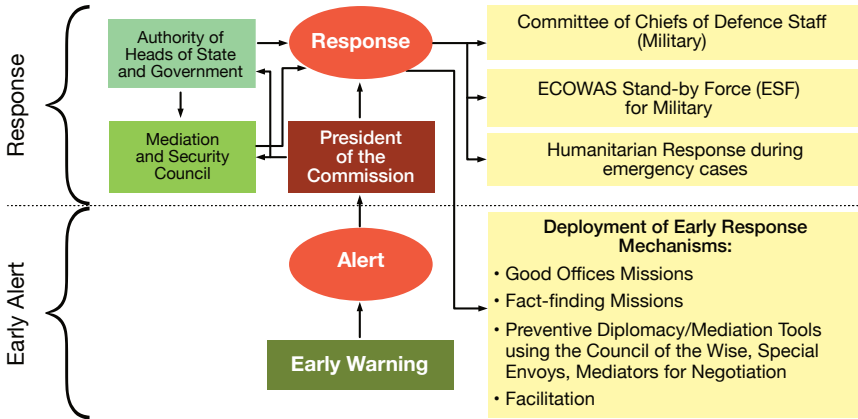 Response
Authority of
Heads of State
and Government
Response
Committee of Chiefs of Defence Staff
(Military)
ECOWAS Stand-by Force (ESF)
for Military
Mediation
and Security
Council
President
of the
Commission
Humanitarian Response during
emergency cases
Early Alert
Alert
Early Warning
Deployment of Early Response
Mechanisms:
• Good Offices Missions
• Fact-finding Missions
• Preventive Diplomacy/Mediation Tools
using the Council of the Wise, Special
Envoys, Mediators for Negotiation
• Facilitation